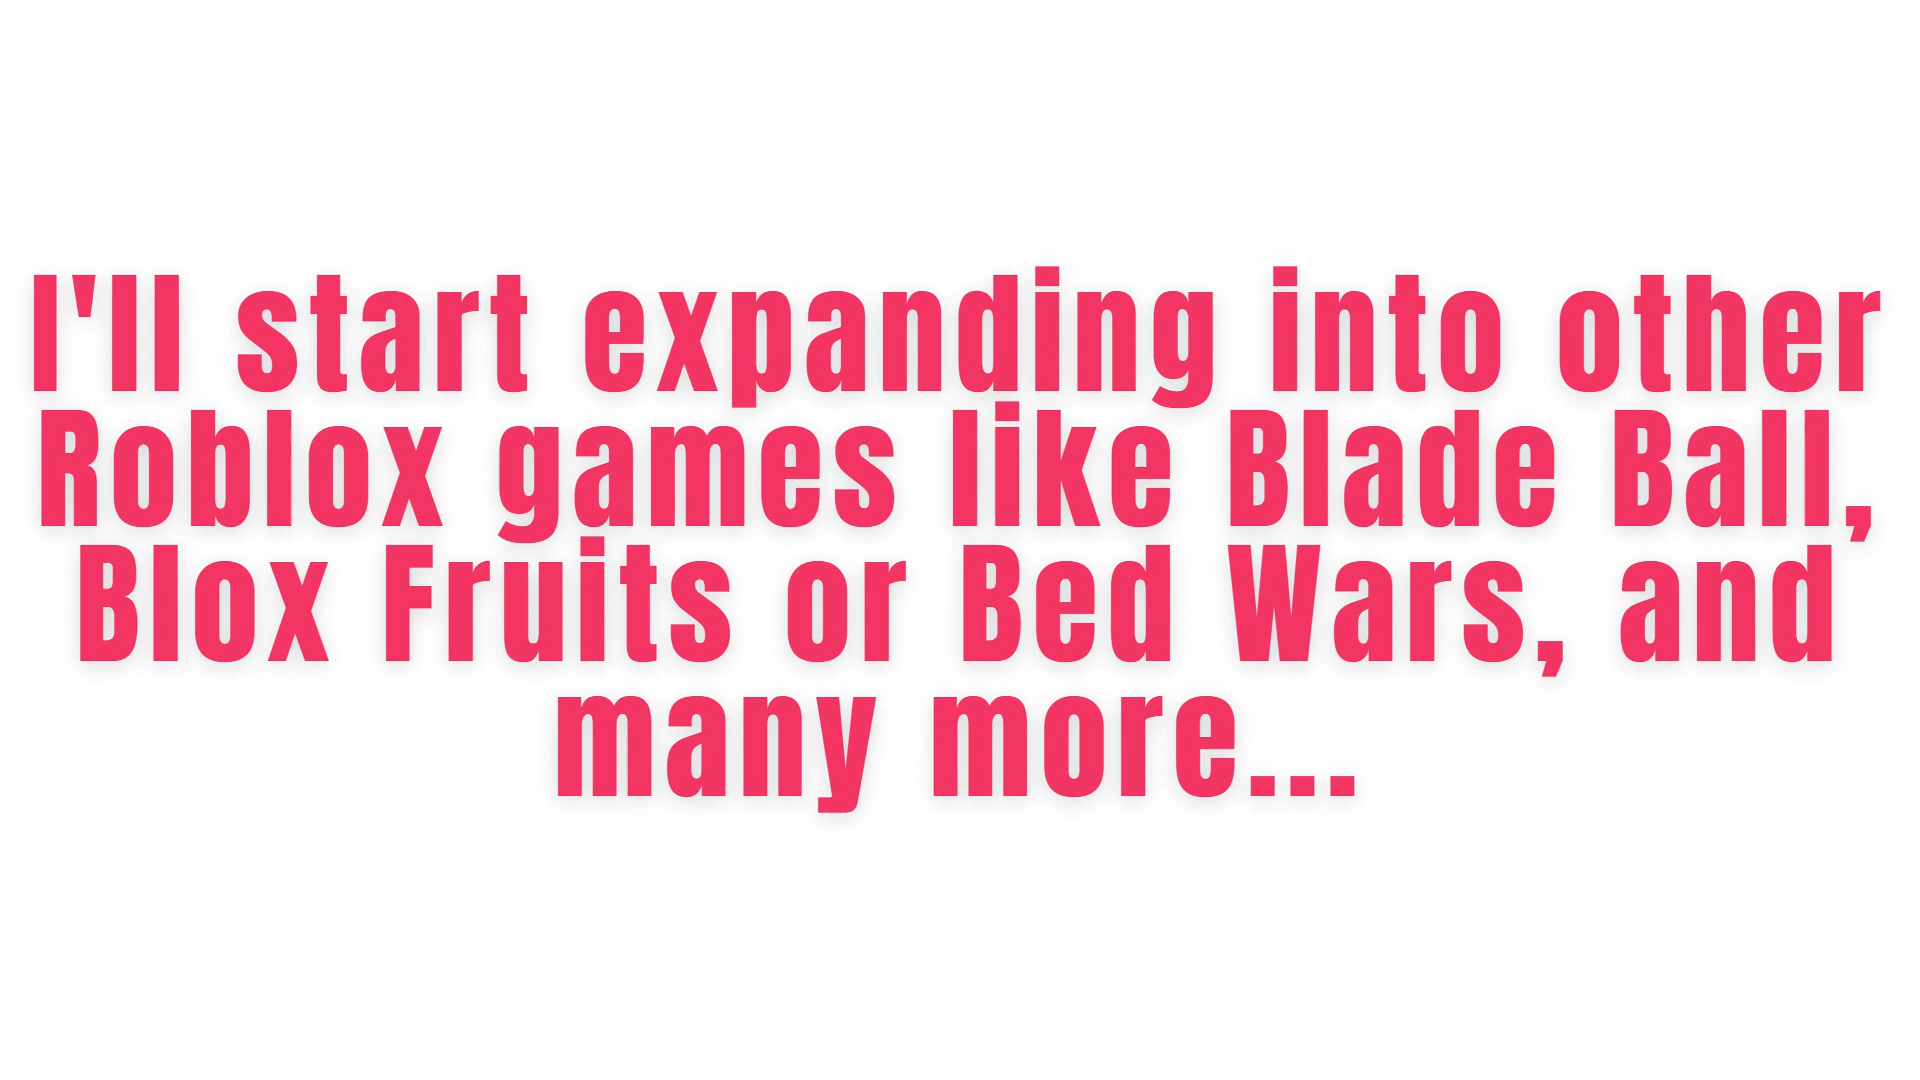 I'll start expanding into other
Roblox games like Blade Ball,
Blox Fruits or Bed Wars, and
many more...